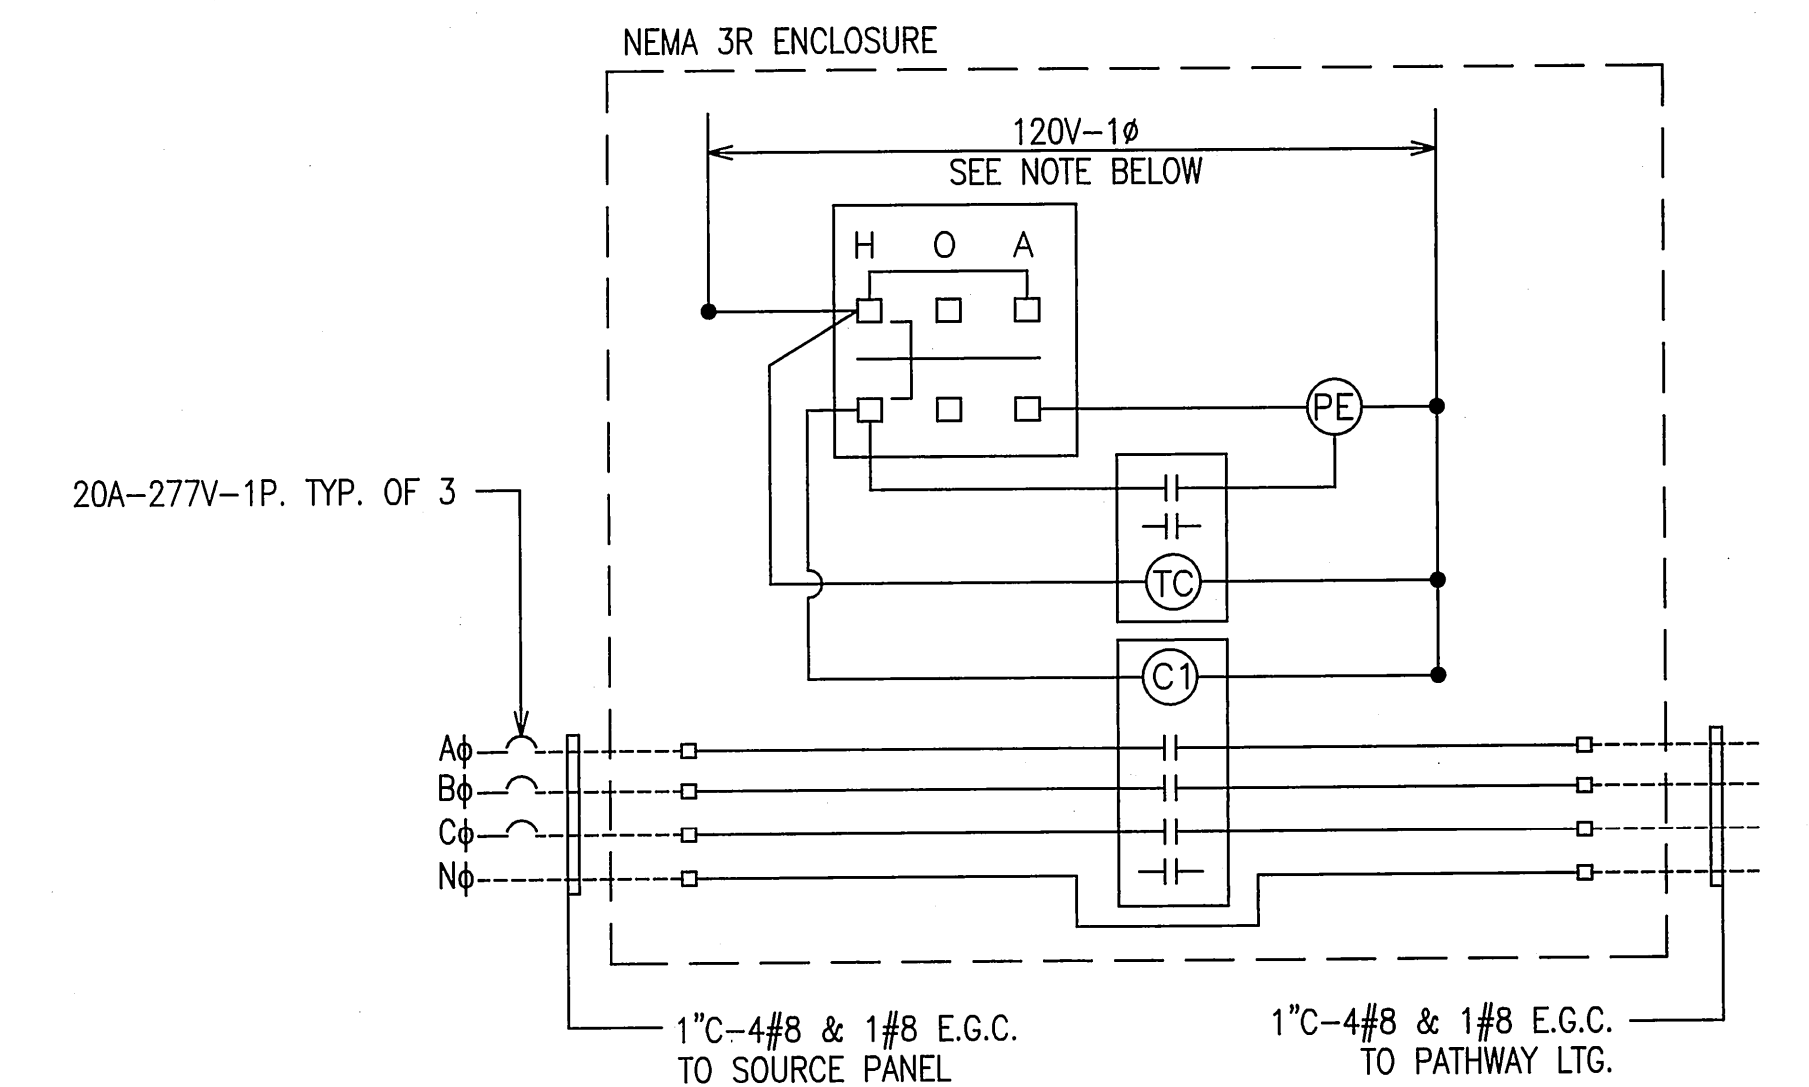 NEMA 3R ENCLOSURE
120V-1ø
SEE NOTE BELOW
H O A
PE
20A-277V-1P. TYP. OF 3
TC
C1
Aϕ
Bϕ
Cϕ
Nϕ
1"C-4#8 & 1#8 E.G.C.
TO SOURCE PANEL
1"C-4#8 & 1#8 E.G.C.
TO PATHWAY LTG.